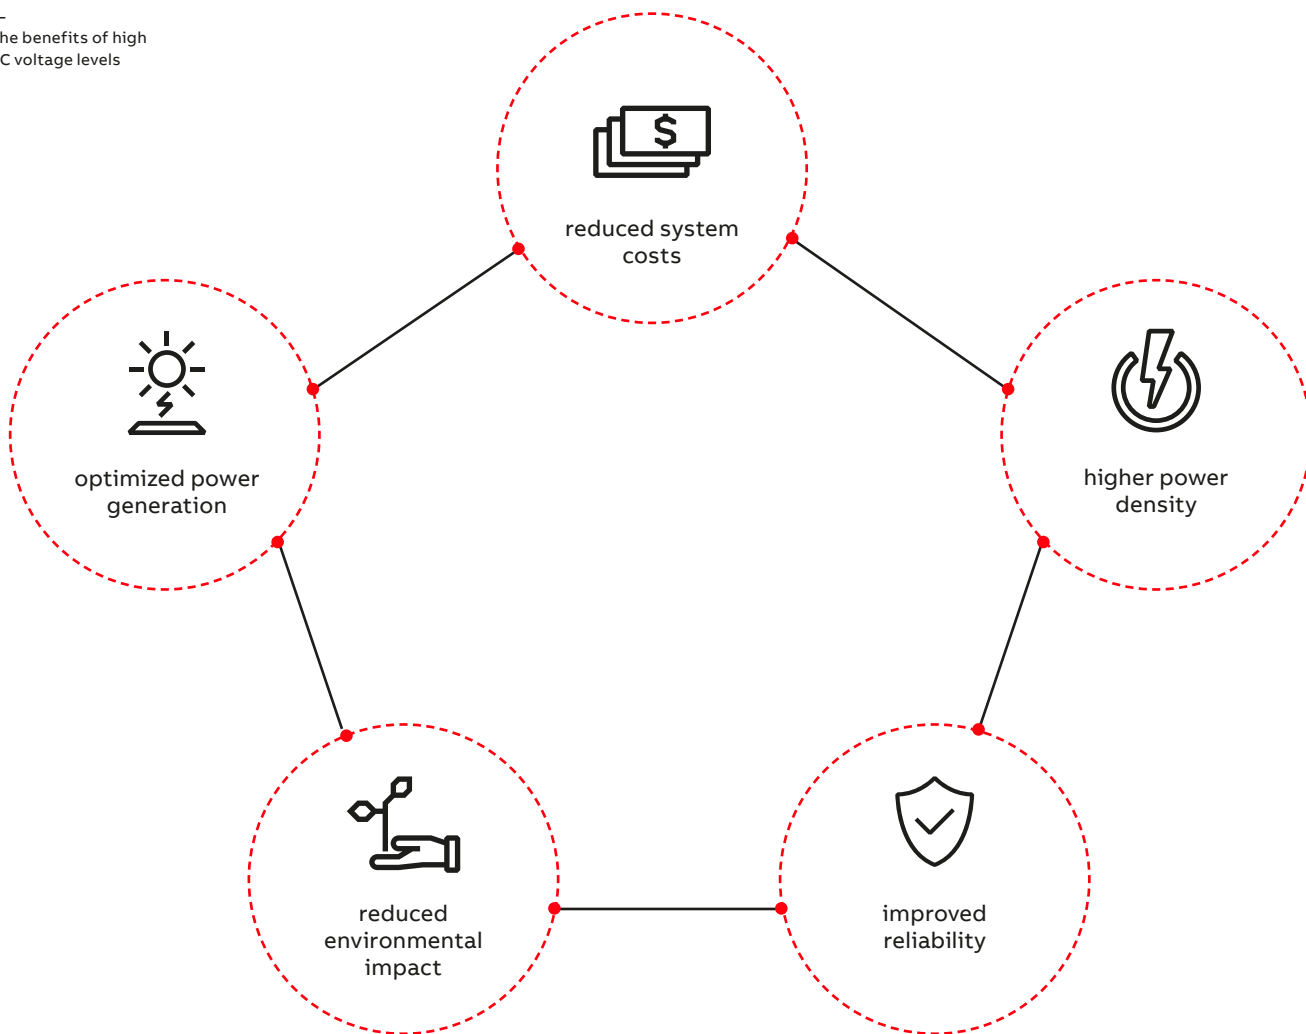 he benefits of high
C voltage levels
$
reduced system
costs
optimized power
generation
higher power
density
reduced
environmental
impact
improved
reliability